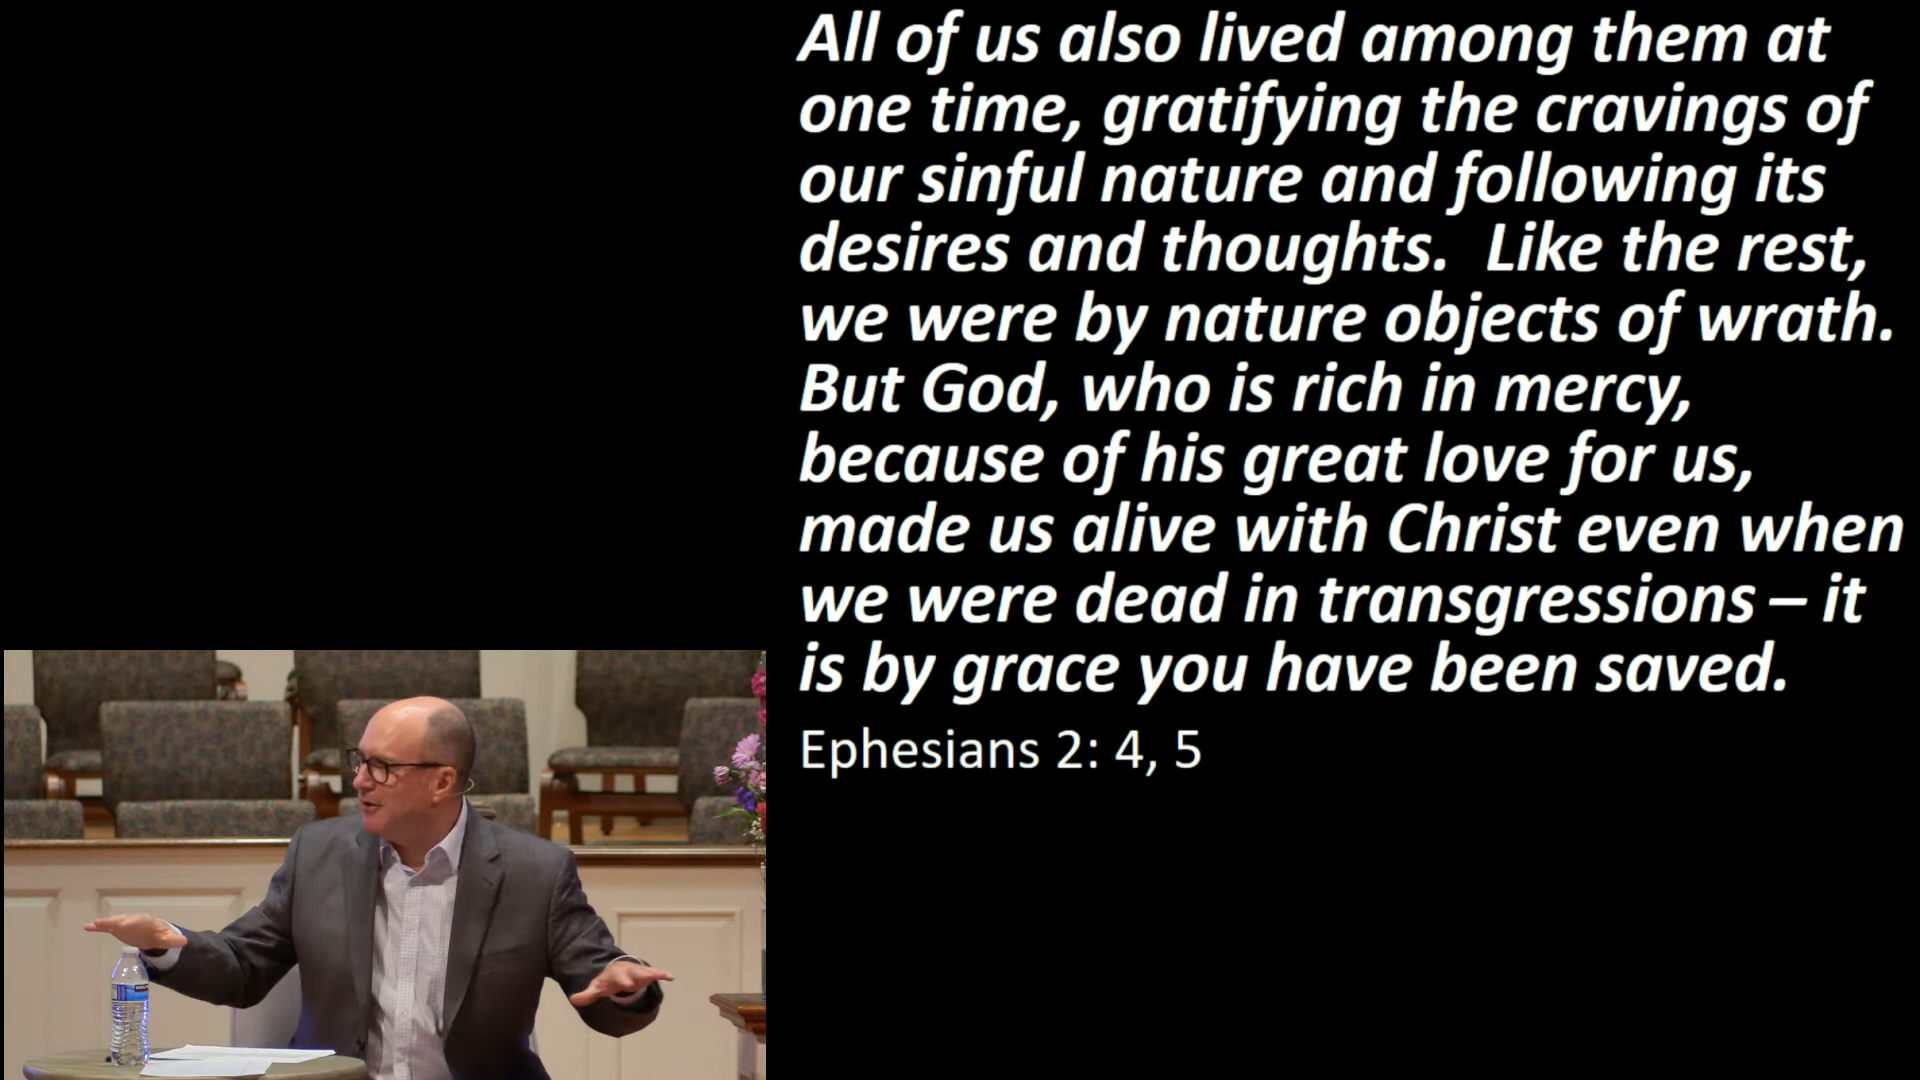 All of us also lived among them at
one time, gratifying the cravings of
our sinful nature and following its
desires and thoughts.  Like the rest,
we were by nature objects of wrath.
But God, who is rich in mercy,
because of his great love for us,
made us alive with Christ even when
we were dead in transgressions – it
is by grace you have been saved.
Ephesians 2: 4, 5